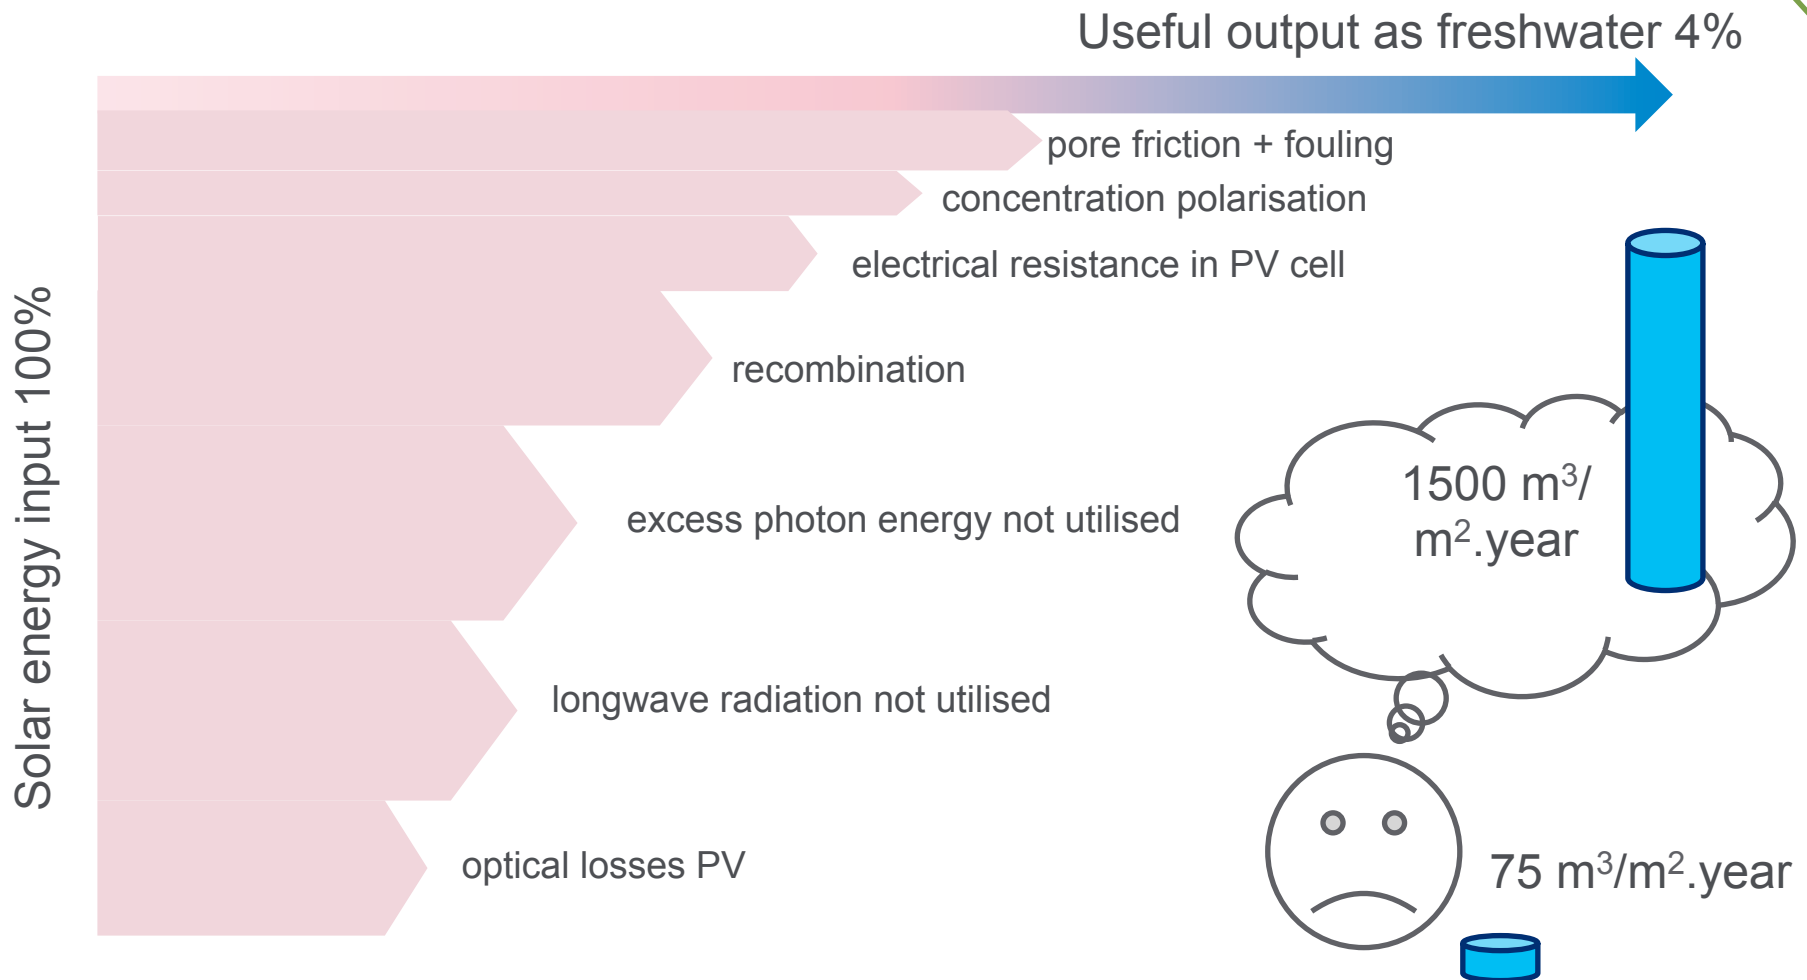 Useful output as freshwater 4%
pore friction + fouling
concentration polarisation
electrical resistance in PV cell
recombination
excess photon energy not utilised
longwave radiation not utilised
optical losses PV
Solar energy input 100%
1500 m³/
m².year
75 m³/m².year